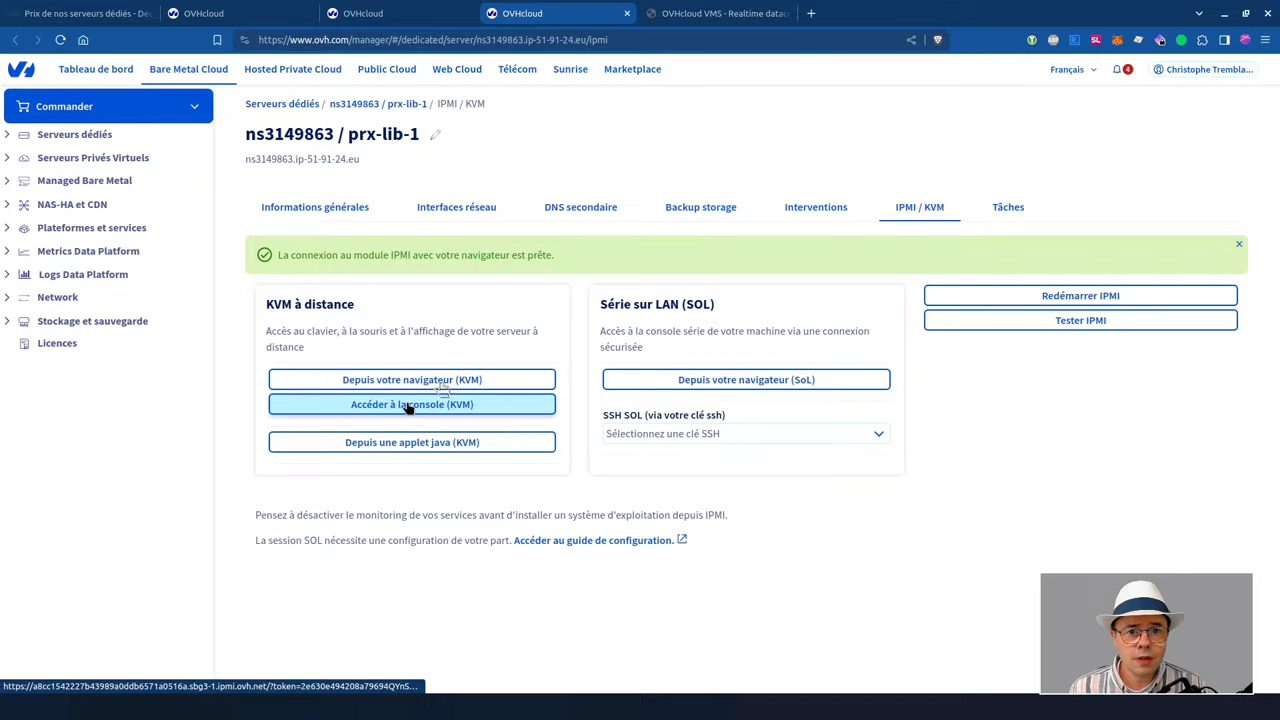 Prix de nos serveurs dédiés - Dé
OVHcloud
OVHcloud
OVHcloud
OVHcloud VMS - Realtime datac
https://www.ovh.com/manager/#/dedicated/server/ns3149863.ip-51-91-24.eu/ipmi
Tableau de bord
Bare Metal Cloud
Hosted Private Cloud
Public Cloud
Web Cloud
Télécom
Sunrise
Marketplace
Français
4
Christophe Trembla...
Commander
Serveurs dédiés
Serveurs Privés Virtuels
Managed Bare Metal
NAS-HA et CDN
Plateformes et services
Metrics Data Platform
Logs Data Platform
Network
Stockage et sauvegarde
Licences
Serveurs dédiés / ns3149863 / prx-lib-1 / IPMI / KVM
ns3149863 / prx-lib-1
ns3149863.ip-51-91-24.eu
Informations générales
Interfaces réseau
DNS secondaire
Backup storage
Interventions
IPMI / KVM
Tâches
La connexion au module IPMI avec votre navigateur est prête.
KVM à distance
Accès au clavier, à la souris et à l'affichage de votre serveur à
distance
Depuis votre navigateur (KVM)
Accéder à la console (KVM)
Depuis une applet java (KVM)
Série sur LAN (SOL)
Accès à la console série de votre machine via une connexion
sécurisée
Depuis votre navigateur (SoL)
SSH SOL (via votre clé ssh)
Sélectionnez une clé SSH
Redémarrer IPMI
Tester IPMI
Pensez à désactiver le monitoring de vos services avant d'installer un système d'exploitation depuis IPMI.
La session SOL nécessite une configuration de votre part. Accéder au guide de configuration.
https://a8cc1542227b43989a0ddb6571a0516a.sbg3-1.ipmi.ovh.net/?token=2e630e494208a79694QYnS...